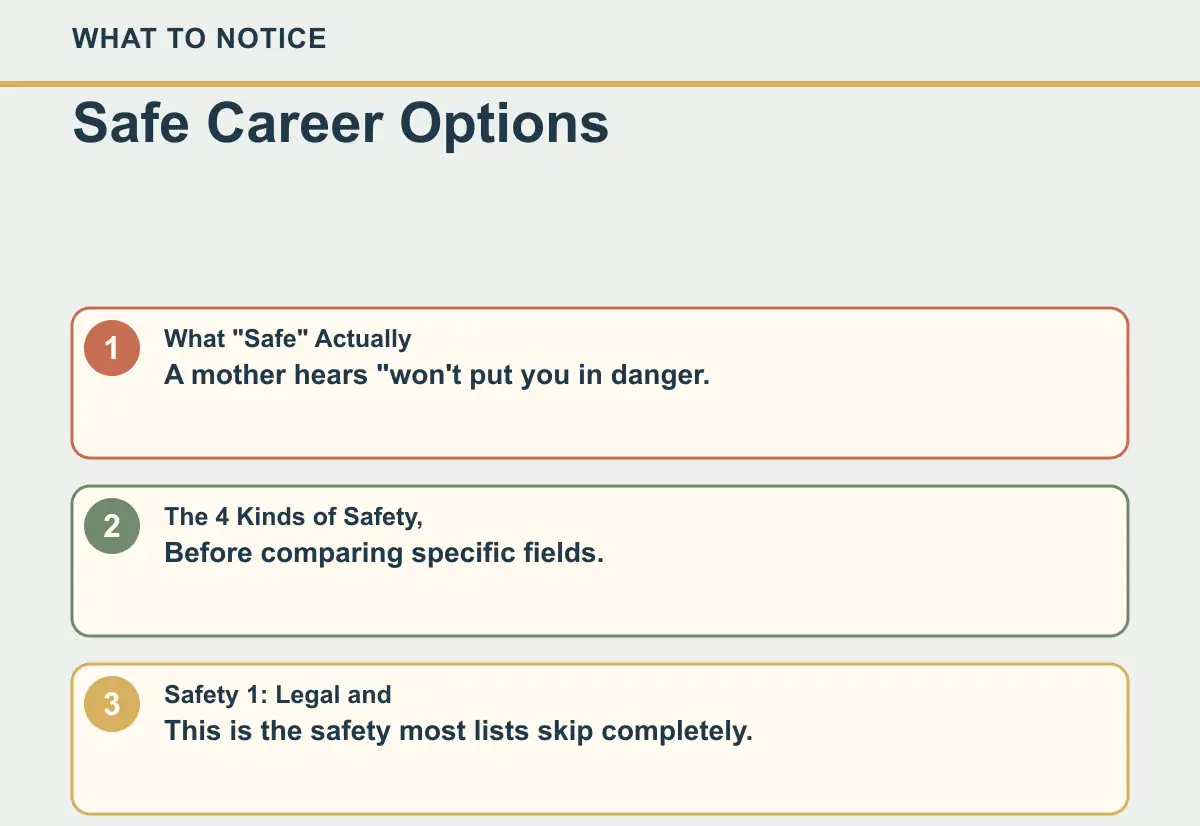 WHAT TO NOTICE
Safe Career Options
1
What "Safe" Actually
A mother hears "won't put you in danger.
2
The 4 Kinds of Safety,
Before comparing specific fields.
3
Safety 1: Legal and
This is the safety most lists skip completely.